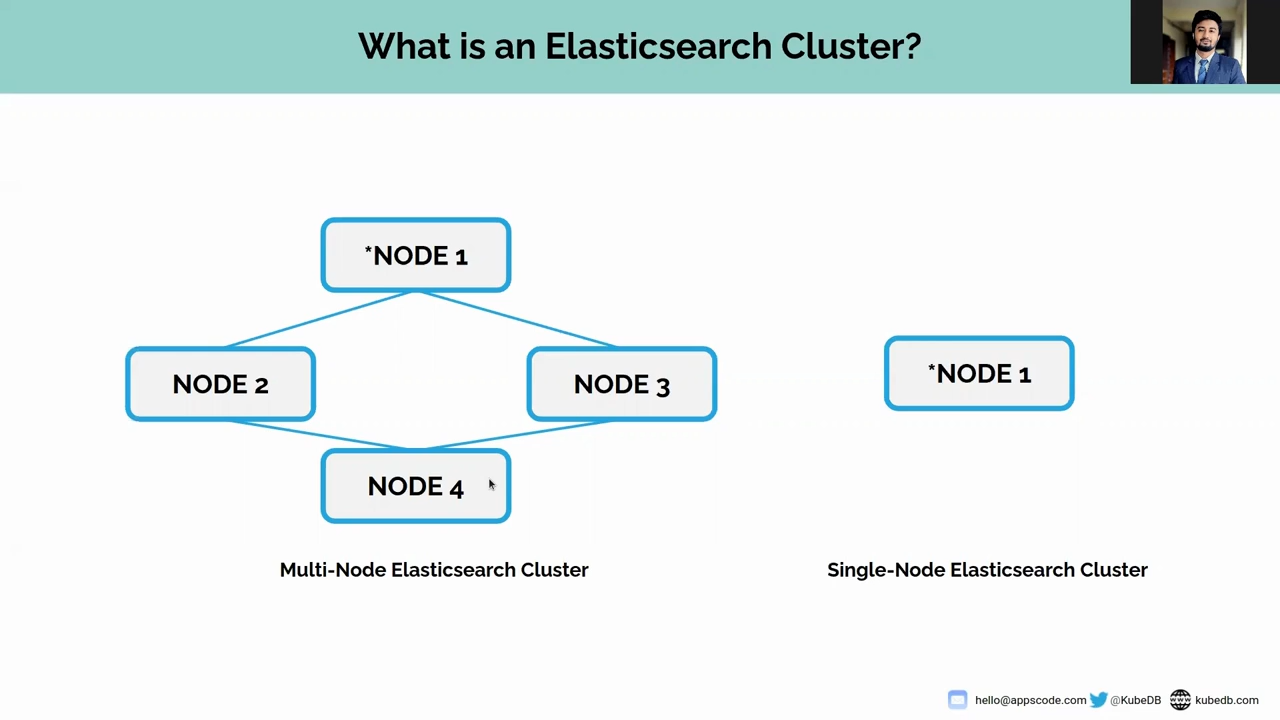 What is an Elasticsearch Cluster?
*NODE 1
NODE 2
NODE 3
NODE 4
Multi-Node Elasticsearch Cluster
*NODE 1
Single-Node Elasticsearch Cluster
hello@appscode.com @KubeDB kubedb.com